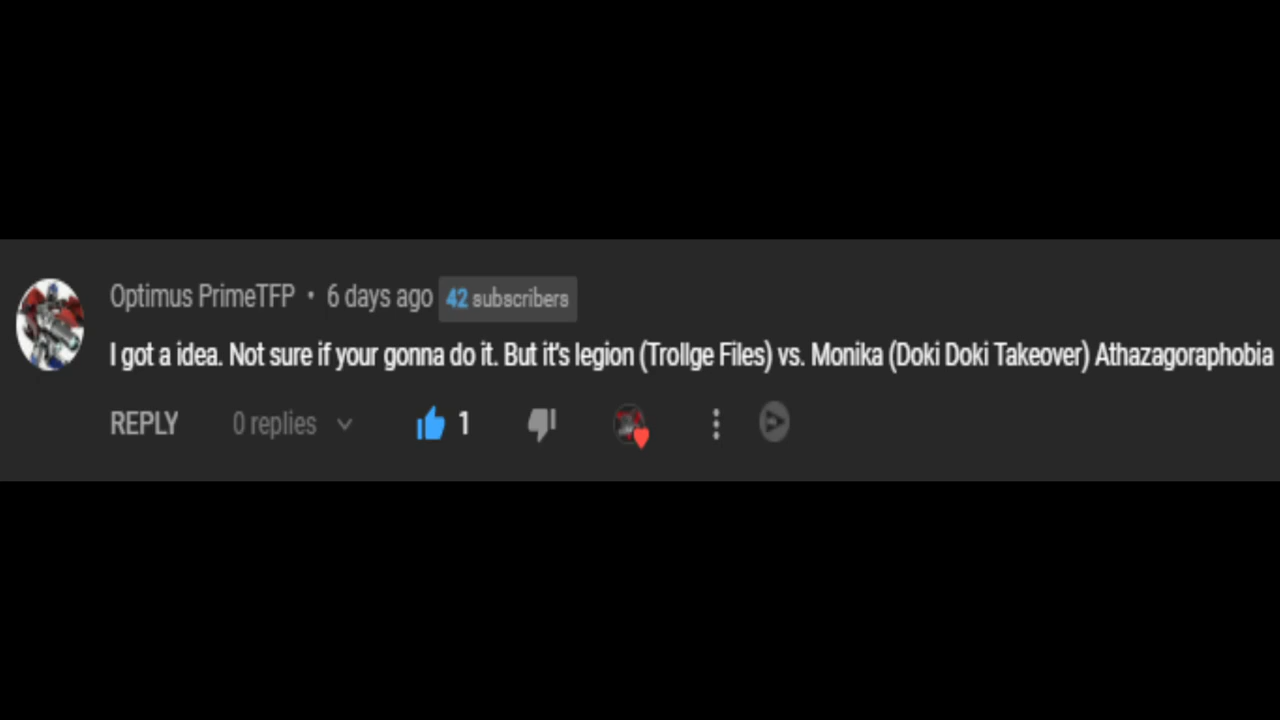 Optimus PrimeTFP • 6 days ago 42 subscribers
I got a idea. Not sure if your gonna do it. But it's legion (Trollge Files) vs. Monika (Doki Doki Takeover) Athazagoraphobia
REPLY 0 replies 1